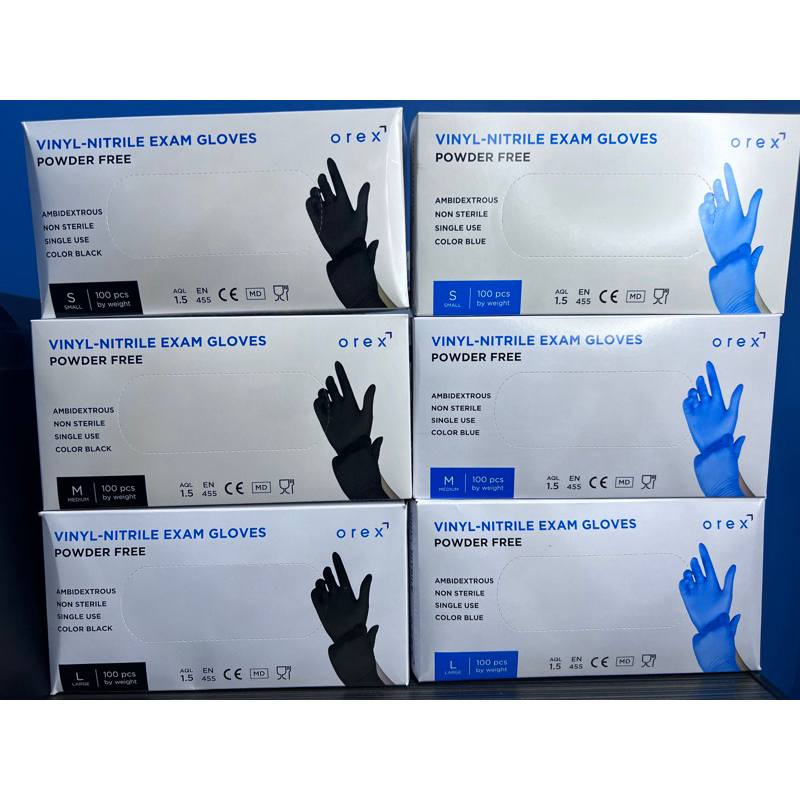 VINYL-NITRILE EXAM GLOVES
orex
POWDER FREE
AMBIDEXTROUS
NON STERILE
SINGLE USE
COLOR BLACK
S
SMALL
100 pcs
by weight
AQL
1.5
EN
455
CE
MD
VINYL-NITRILE EXAM GLOVES
orex
POWDER FREE
AMBIDEXTROUS
NON STERILE
SINGLE USE
COLOR BLUE
S
SMALL
100 pcs
by weight
AQL
1.5
EN
455
CE
MD
VINYL-NITRILE EXAM GLOVES
orex
POWDER FREE
AMBIDEXTROUS
NON STERILE
SINGLE USE
COLOR BLACK
M
MEDIUM
100 pcs
by weight
AQL
1.5
EN
455
CE
MD
VINYL-NITRILE EXAM GLOVES
orex
POWDER FREE
AMBIDEXTROUS
NON STERILE
SINGLE USE
COLOR BLUE
M
MEDIUM
100 pcs
by weight
AQL
1.5
EN
455
CE
MD
VINYL-NITRILE EXAM GLOVES
orex
POWDER FREE
AMBIDEXTROUS
NON STERILE
SINGLE USE
COLOR BLACK
L
LARGE
100 pcs
by weight
AQL
1.5
EN
455
CE
MD
VINYL-NITRILE EXAM GLOVES
orex
POWDER FREE
AMBIDEXTROUS
NON STERILE
SINGLE USE
COLOR BLUE
L
LARGE
100 pcs
by weight
AQL
1.5
EN
455
CE
MD